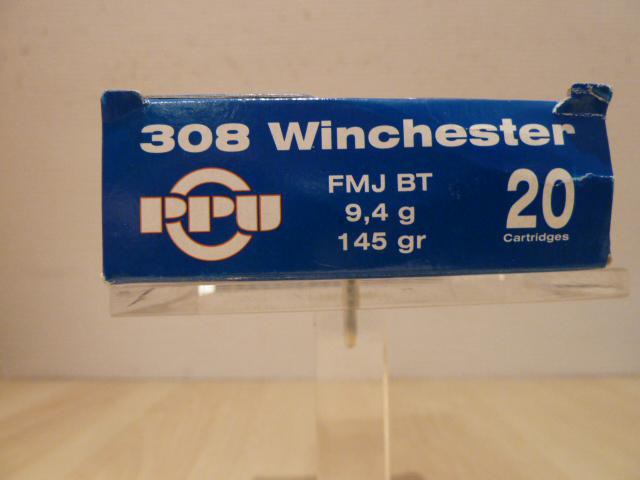 308 Winchester
PPU
FMJ BT
9,4 g
145 gr
20
Cartridges